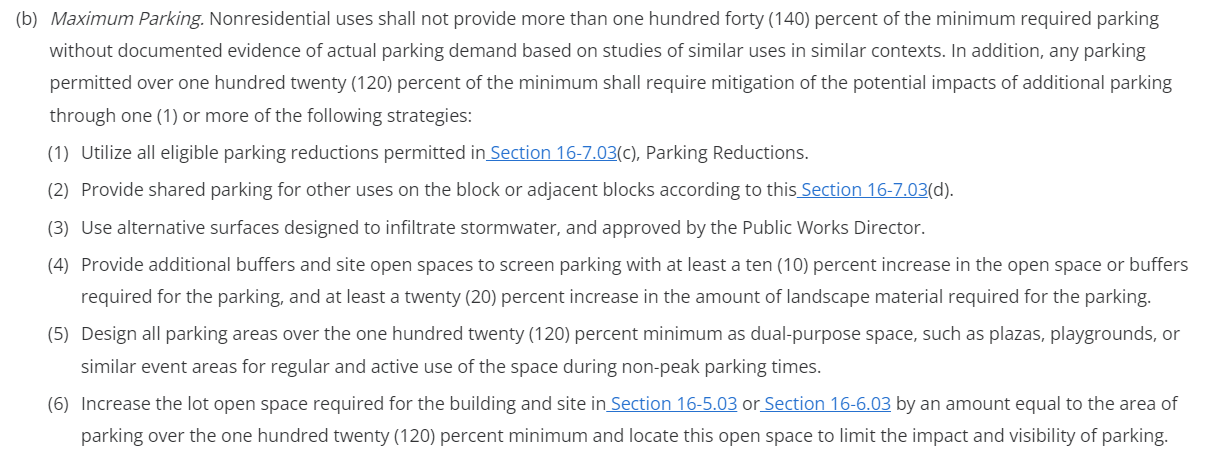 (b) Maximum Parking. Nonresidential uses shall not provide more than one hundred forty (140) percent of the minimum required parking
without documented evidence of actual parking demand based on studies of similar uses in similar contexts. In addition, any parking
permitted over one hundred twenty (120) percent of the minimum shall require mitigation of the potential impacts of additional parking
through one (1) or more of the following strategies:
(1) Utilize all eligible parking reductions permitted in Section 16-7.03(c), Parking Reductions.
(2) Provide shared parking for other uses on the block or adjacent blocks according to this Section 16-7.03(d).
(3) Use alternative surfaces designed to infiltrate stormwater, and approved by the Public Works Director.
(4) Provide additional buffers and site open spaces to screen parking with at least a ten (10) percent increase in the open space or buffers
required for the parking, and at least a twenty (20) percent increase in the amount of landscape material required for the parking.
(5) Design all parking areas over the one hundred twenty (120) percent minimum as dual-purpose space, such as plazas, playgrounds, or
similar event areas for regular and active use of the space during non-peak parking times.
(6) Increase the lot open space required for the building and site in Section 16-5.03 or Section 16-6.03 by an amount equal to the area of
parking over the one hundred twenty (120) percent minimum and locate this open space to limit the impact and visibility of parking.